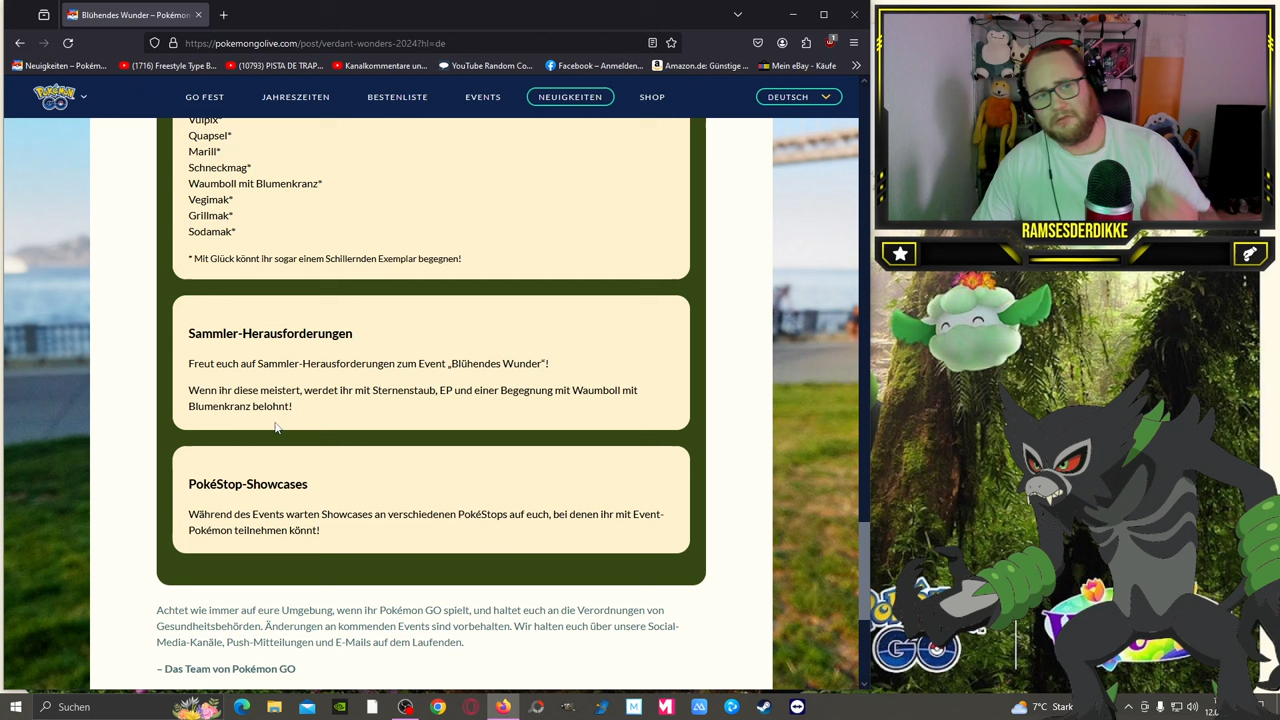 Blühendes Wunder – Pokémon
https://pokemongolive.com/post/verdant-wonders-2024?hl=de
Neuigkeiten – Pokém...
(1716) Freestyle Type B...
(10793) PISTA DE TRAP...
Kanalkommentare un...
YouTube Random Co...
Facebook – Anmelden...
Amazon.de: Günstige ...
Mein eBay - Käufe
Pokémon GO
GO FEST
JAHRESZEITEN
BESTENLISTE
EVENTS
NEUIGKEITEN
SHOP
DEUTSCH
Vulpix*
Quapsel*
Marill*
Schneckmag*
Waumboll mit Blumenkranz*
Vegimak*
Grillmak*
Sodamak*
* Mit Glück könnt ihr sogar einem Schillernden Exemplar begegnen!
Sammler-Herausforderungen
Freut euch auf Sammler-Herausforderungen zum Event „Blühendes Wunder“!
Wenn ihr diese meistert, werdet ihr mit Sternenstaub, EP und einer Begegnung mit Waumboll mit
Blumenkranz belohnt!
PokéStop-Showcases
Während des Events warten Showcases an verschiedenen PokéStops auf euch, bei denen ihr mit Event-
Pokémon teilnehmen könnt!
Achtet wie immer auf eure Umgebung, wenn ihr Pokémon GO spielt, und haltet euch an die Verordnungen von
Gesundheitsbehörden. Änderungen an kommenden Events sind vorbehalten. Wir halten euch über unsere Social-
Media-Kanäle, Push-Mitteilungen und E-Mails auf dem Laufenden.
– Das Team von Pokémon GO
RAMSESDERDIKKE
GO
Suchen
7°C Stark